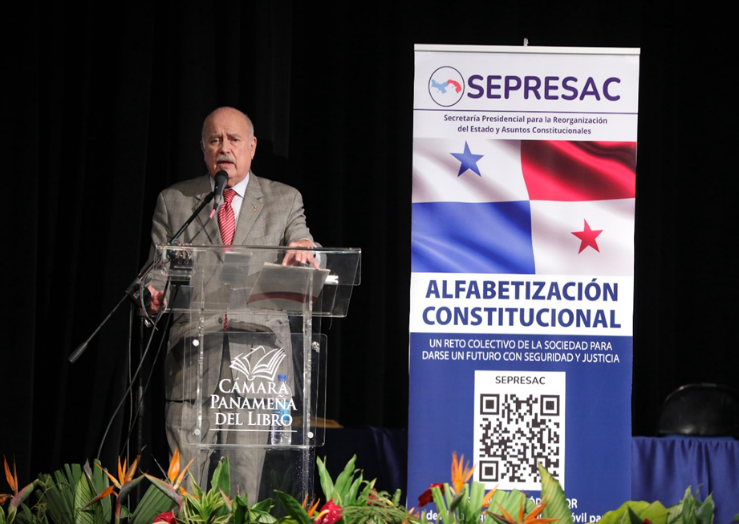 SEPRESAC
Secretaría Presidencial para la Reorganización
del Estado y Asuntos Constitucionales
ALFABETIZACIÓN
CONSTITUCIONAL
UN RETO COLECTIVO DE LA SOCIEDAD PARA
DARSE UN FUTURO CON SEGURIDAD Y JUSTICIA
SEPRESAC
CÁMARA
PANAMEÑA
DEL LIBRO